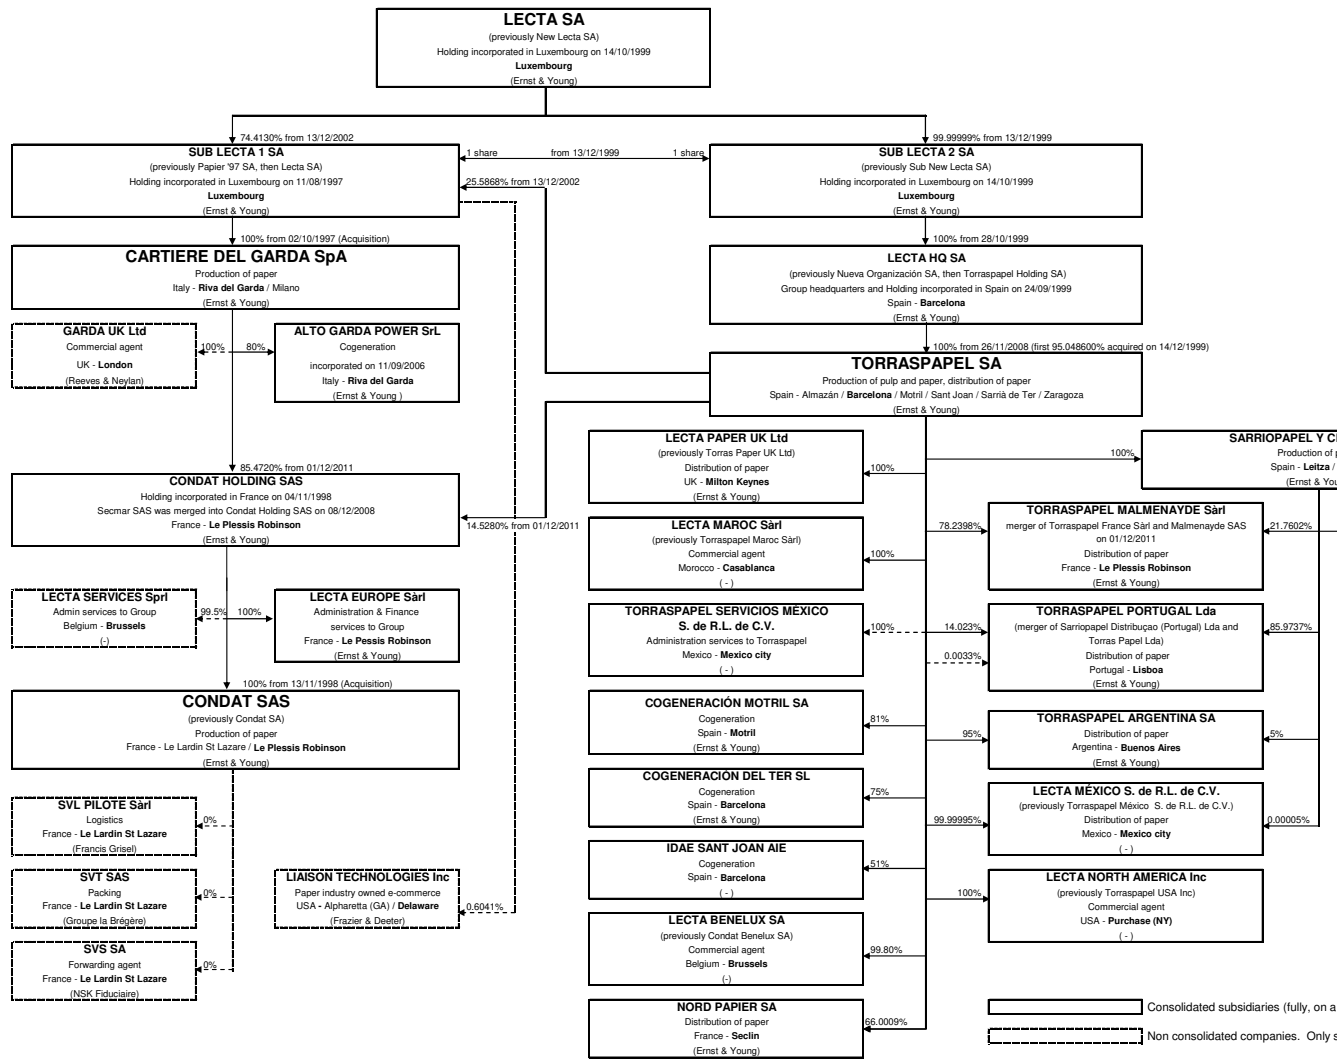 LECTA SA
(previously New Lecta SA)
Holding incorporated in Luxembourg on 14/10/1999
Luxembourg
(Ernst & Young)
74.4130% from 13/12/2002
99.99999% from 13/12/1999
SUB LECTA 1 SA
(previously Papier '97 SA, then Lecta SA)
Holding incorporated in Luxembourg on 11/08/1997
Luxembourg
(Ernst & Young)
1 share
from 13/12/1999
1 share
25.5868% from 13/12/2002
SUB LECTA 2 SA
(previously Sub New Lecta SA)
Holding incorporated in Luxembourg on 14/10/1999
Luxembourg
(Ernst & Young)
100% from 02/10/1997 (Acquisition)
100% from 28/10/1999
CARTIERE DEL GARDA SpA
Production of paper
Italy - Riva del Garda / Milano
(Ernst & Young)
LECTA HQ SA
(previously Nueva Organización SA, then Torraspapel Holding SA)
Group headquarters and Holding incorporated in Spain on 24/09/1999
Spain - Barcelona
(Ernst & Young)
GARDA UK Ltd
Commercial agent
UK - London
(Reeves & Neylan)
100%
80%
ALTO GARDA POWER SrL
Cogeneration
incorporated on 11/09/2006
Italy - Riva del Garda
(Ernst & Young )
100% from 26/11/2008 (first 95.048600% acquired on 14/12/1999)
TORRASPAPEL SA
Production of pulp and paper, distribution of paper
Spain - Almazán / Barcelona / Motril / Sant Joan / Sarrià de Ter / Zaragoza
(Ernst & Young)
85.4720% from 01/12/2011
CONDAT HOLDING SAS
Holding incorporated in France on 04/11/1998
Secmar SAS was merged into Condat Holding SAS on 08/12/2008
France - Le Plessis Robinson
(Ernst & Young)
14.5280% from 01/12/2011
LECTA PAPER UK Ltd
(previously Torras Paper UK Ltd)
Distribution of paper
UK - Milton Keynes
(Ernst & Young)
100%
100%
SARRIOPAPEL Y C
Production of p
Spain - Leitza /
(Ernst & You
LECTA MAROC Sàrl
(previously Torraspapel Maroc Sàrl)
Commercial agent
Morocco - Casablanca
( - )
100%
78.2398%
TORRASPAPEL MALMENAYDE Sàrl
merger of Torraspapel France Sàrl and Malmenayde SAS
on 01/12/2011
Distribution of paper
France - Le Plessis Robinson
(Ernst & Young)
21.7602%
LECTA SERVICES Sprl
Admin services to Group
Belgium - Brussels
(-)
99.5%
100%
LECTA EUROPE Sàrl
Administration & Finance
services to Group
France - Le Pessis Robinson
(Ernst & Young)
TORRASPAPEL SERVICIOS MÉXICO
S. de R.L. de C.V.
Administration services to Torraspapel
Mexico - Mexico city
( - )
100%
14.023%
0.0033%
TORRASPAPEL PORTUGAL Lda
(merger of Sarriopapel Distribuçao (Portugal) Lda and
Torras Papel Lda)
Distribution of paper
Portugal - Lisboa
(Ernst & Young)
85.9737%
100% from 13/11/1998 (Acquisition)
CONDAT SAS
(previously Condat SA)
Production of paper
France - Le Lardin St Lazare / Le Plessis Robinson
(Ernst & Young)
COGENERACIÓN MOTRIL SA
Cogeneration
Spain - Motril
(Ernst & Young)
81%
95%
TORRASPAPEL ARGENTINA SA
Distribution of paper
Argentina - Buenos Aires
(Ernst & Young)
5%
COGENERACIÓN DEL TER SL
Cogeneration
Spain - Barcelona
(Ernst & Young)
75%
99.99995%
LECTA MÉXICO S. de R.L. de C.V.
(previously Torraspapel México S. de R.L. de C.V.)
Distribution of paper
Mexico - Mexico city
( - )
0.00005%
SVL PILOTE Sàrl
Logistics
France - Le Lardin St Lazare
(Francis Grisel)
0%
IDAE SANT JOAN AIE
Cogeneration
Spain - Barcelona
( - )
51%
SVT SAS
Packing
France - Le Lardin St Lazare
(Groupe la Brégère)
0%
LIAISON TECHNOLOGIES Inc
Paper industry owned e-commerce
USA - Alpharetta (GA) / Delaware
(Frazier & Deeter)
0.6041%
100%
LECTA NORTH AMERICA Inc
(previously Torraspapel USA Inc)
Commercial agent
USA - Purchase (NY)
( - )
LECTA BENELUX SA
(previously Condat Benelux SA)
Commercial agent
Belgium - Brussels
(-)
99.80%
SVS SA
Forwarding agent
France - Le Lardin St Lazare
(NSK Fiduciaire)
0%
NORD PAPIER SA
Distribution of paper
France - Seclin
(Ernst & Young)
66.0009%
Consolidated subsidiaries (fully, on a
Non consolidated companies. Only s